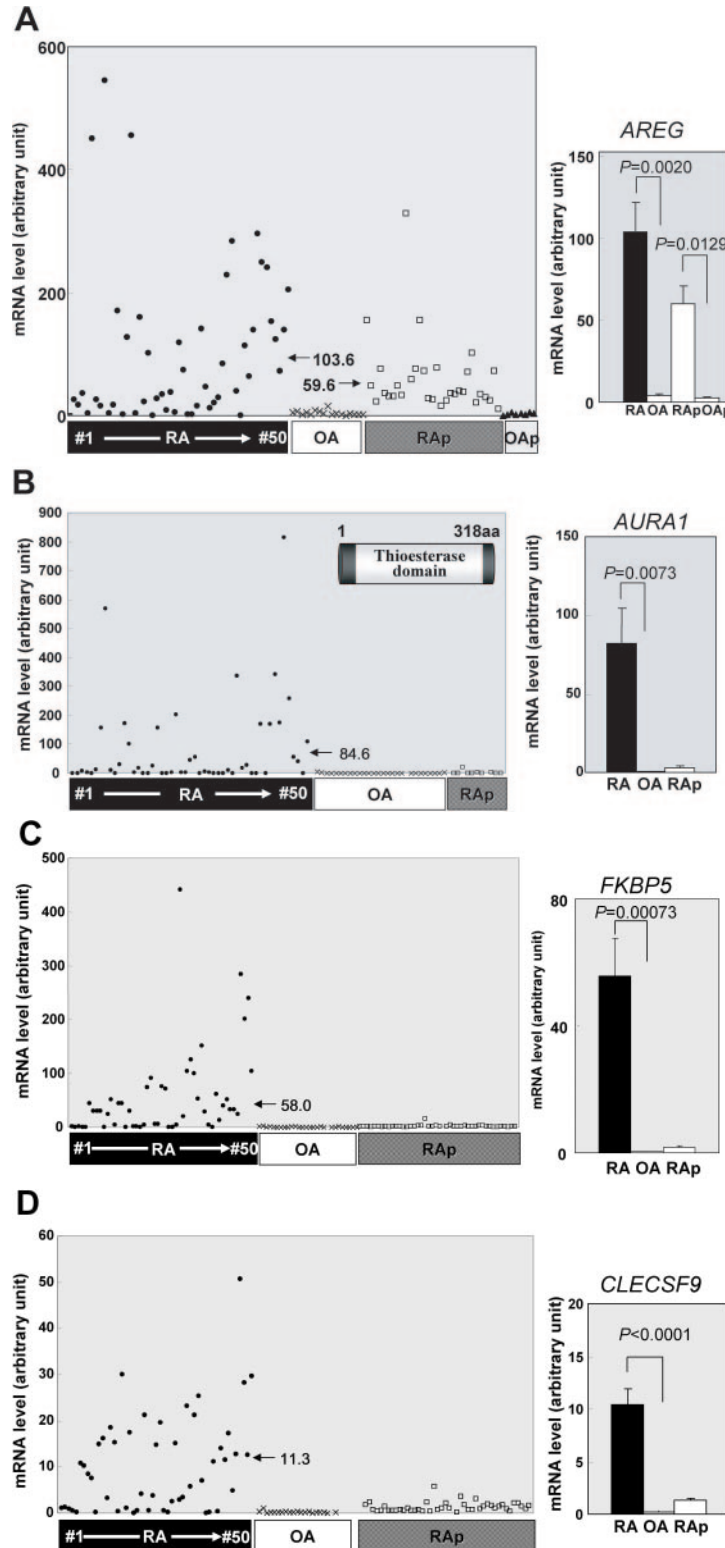 A
mRNA level (arbitrary unit)
600
400
200
0
103.6
59.6
#1 RA #50 OA RAp OAp
AREG
mRNA level (arbitrary unit)
150
100
50
0
P=0.0020
P=0.0129
RA OA RAp OAp
B
mRNA level (arbitrary unit)
900
800
700
600
500
400
300
200
100
0
1 318aa
Thioesterase
domain
84.6
#1 RA #50 OA RAp
AURA1
mRNA level (arbitrary unit)
150
100
50
0
P=0.0073
RA OA RAp
C
mRNA level (arbitrary unit)
500
400
300
200
100
0
58.0
#1 RA #50 OA RAp
FKBP5
mRNA level (arbitrary unit)
80
40
0
P=0.00073
RA OA RAp
D
mRNA level (arbitrary unit)
60
50
40
30
20
10
0
11.3
#1 RA #50 OA RAp
CLECSF9
mRNA level (arbitrary unit)
20
15
10
5
0
P<0.0001
RA OA RAp